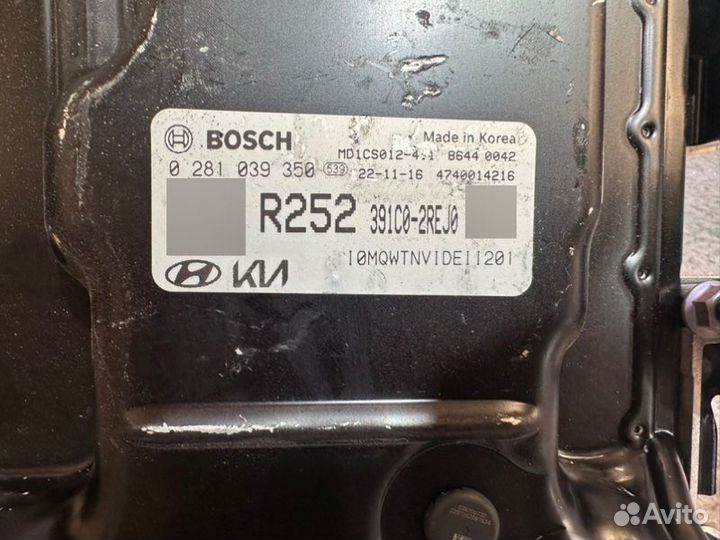 BOSCH
Made in Korea
MD1CS012-4.1 8644 0042
0 281 039 350 539 22-11-16 4740014216
R252 391C0-2REJ0
I0MQWTNVIDEI1201
KIA
Avito